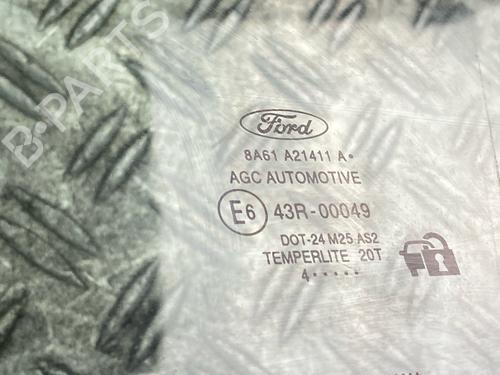 B-PARTS
Ford
8A61 A21411 A•
AGC AUTOMOTIVE
E6 43R-00049
DOT-24 M25 AS2
TEMPERLITE 20T
4•••••